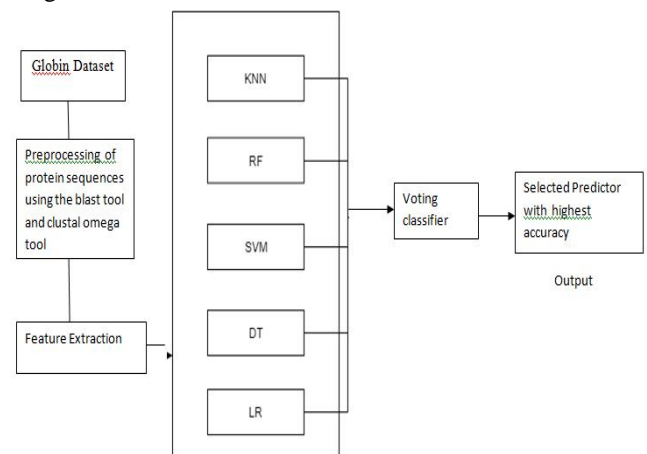 Globin Dataset
Preprocessing of
protein sequences
using the blast tool
and clustal omega
tool
Feature Extraction
KNN
RF
SVM
DT
LR
Voting
classifier
Selected Predictor
with highest
accuracy
Output